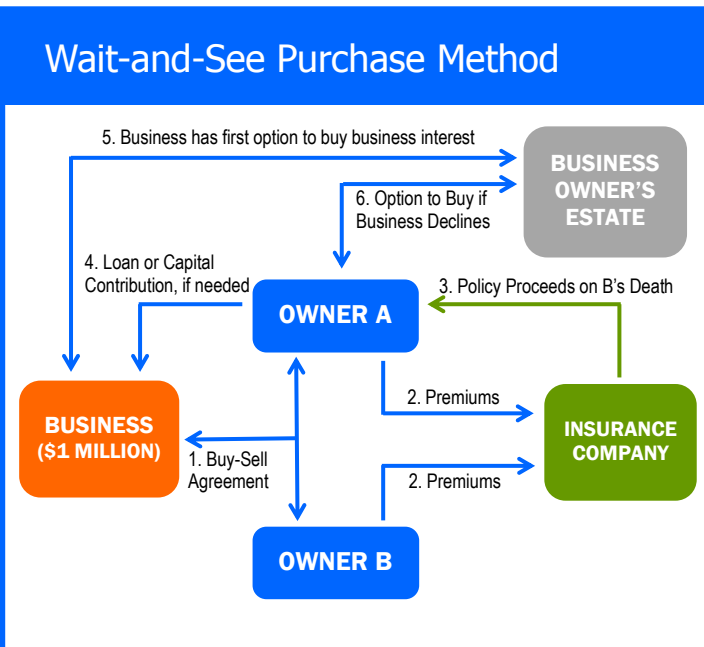 Wait-and-See Purchase Method
5. Business has first option to buy business interest
BUSINESS
OWNER'S
ESTATE
6. Option to Buy if
Business Declines
4. Loan or Capital
Contribution, if needed
OWNER A
3. Policy Proceeds on B's Death
BUSINESS
($1 MILLION)
2. Premiums
INSURANCE
COMPANY
1. Buy-Sell
Agreement
2. Premiums
OWNER B